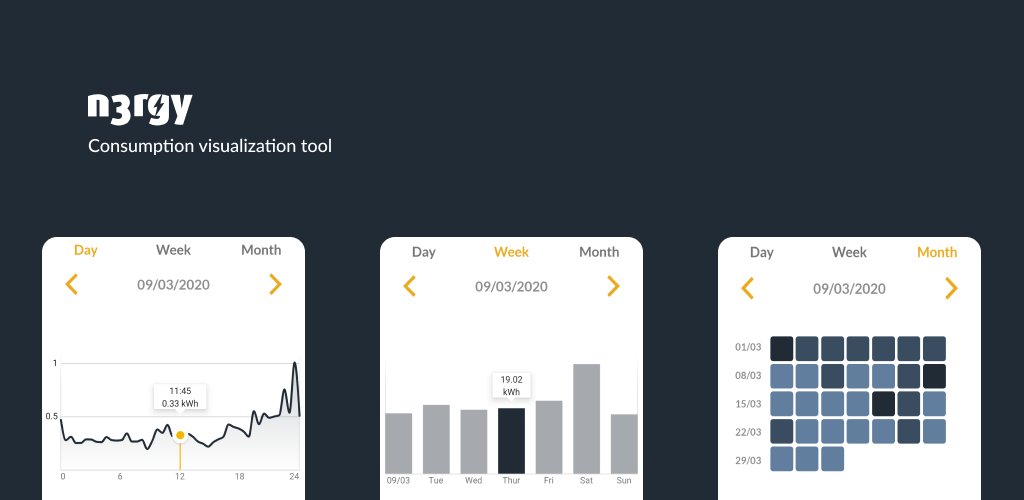 n3rgy
Consumption visualization tool
Day Week Month
09/03/2020
1
0.5
11:45
0.33 kWh
0 6 12 18 24
Day Week Month
09/03/2020
19.02
kWh
09/03 Tue Wed Thur Fri Sat Sun
Day Week Month
09/03/2020
01/03
08/03
15/03
22/03
29/03